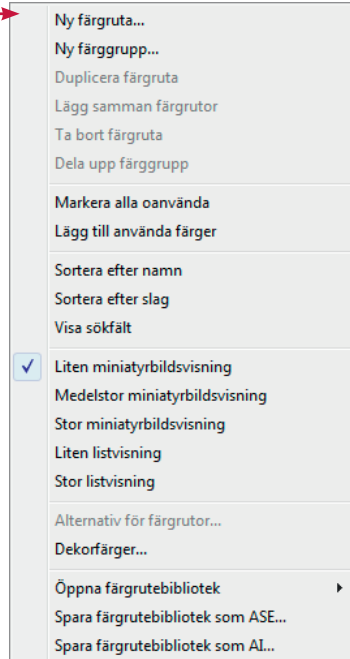 Ny färgruta...
Ny färggrupp...
Duplicera färgruta
Lägg samman färgrutor
Ta bort färgruta
Dela upp färggrupp
Markera alla oanvända
Lägg till använda färger
Sortera efter namn
Sortera efter slag
Visa sökfält
Liten miniatyrbildsvisning
Medelstor miniatyrbildsvisning
Stor miniatyrbildsvisning
Liten listvisning
Stor listvisning
Alternativ för färgrutor...
Dekorfärger...
Öppna färgrutebibliotek
Spara färgrutebibliotek som ASE...
Spara färgrutebibliotek som AI...